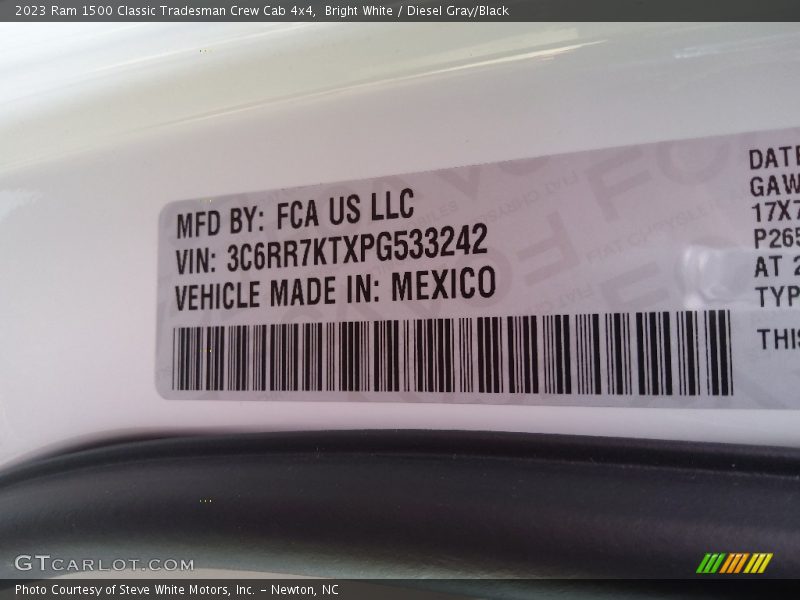 2023 Ram 1500 Classic Tradesman Crew Cab 4x4, Bright White / Diesel Gray/Black
MFD BY: FCA US LLC
VIN: 3C6RR7KTXPG533242
VEHICLE MADE IN: MEXICO
DATE
GAW
17X7
P265
AT 2
TYP
THIS
GTCARLOT.COM
Photo Courtesy of Steve White Motors, Inc. – Newton, NC